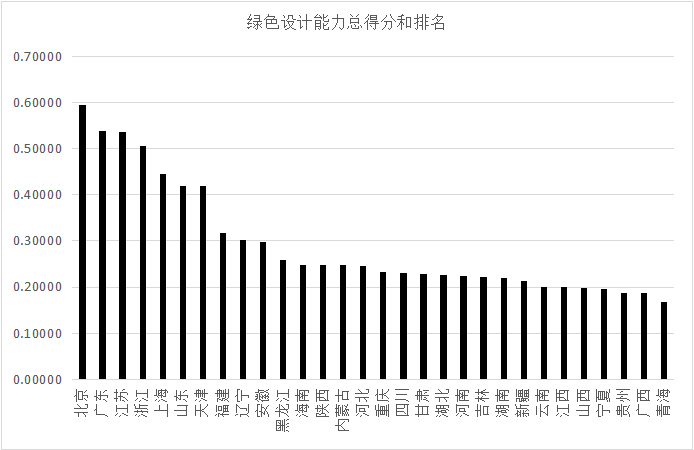 绿色设计能力总得分和排名
0.70000
0.60000
0.50000
0.40000
0.30000
0.20000
0.10000
0.00000
北京
广东
江苏
浙江
上海
山东
天津
福建
辽宁
安徽
黑龙江
海南
陕西
内蒙古
河北
重庆
四川
甘肃
湖北
河南
吉林
湖南
新疆
云南
江西
山西
宁夏
贵州
广西
青海